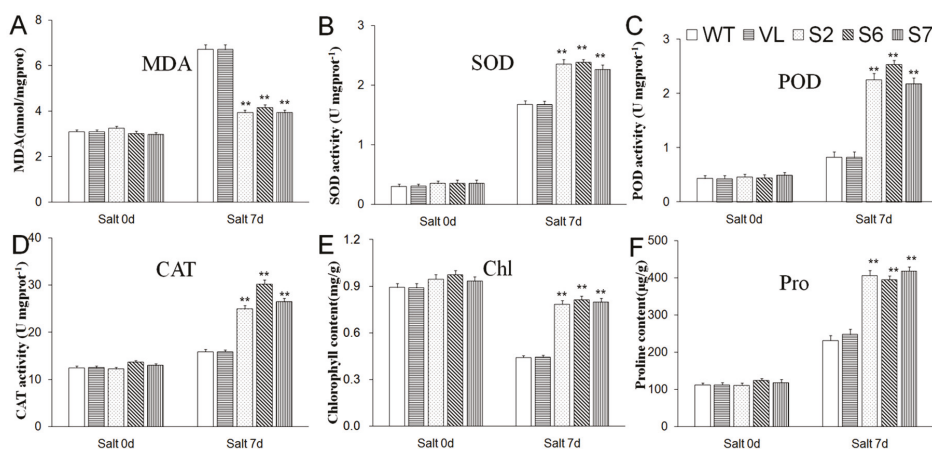 A
MDA(nmol/mgprot)
10
8
6
4
2
MDA
**
**
**
Salt 0d
Salt 7d
B
SOD activity (U mgprot⁻¹)
3
2
1
0
SOD
**
**
**
Salt 0d
Salt 7d
WT VL S2 S6 S7
C
POD activity (U mgprot⁻¹)
3
2
1
0
POD
**
**
**
Salt 0d
Salt 7d
D
CAT activity (U mgprot⁻¹)
40
30
20
10
0
CAT
**
**
**
Salt 0d
Salt 7d
E
Chlorophyll content(mg/g)
1.2
0.9
0.6
0.3
0.0
Chl
**
**
**
Salt 0d
Salt 7d
F
Proline content(µg/g)
500
400
300
200
100
0
Pro
**
**
**
Salt 0d
Salt 7d